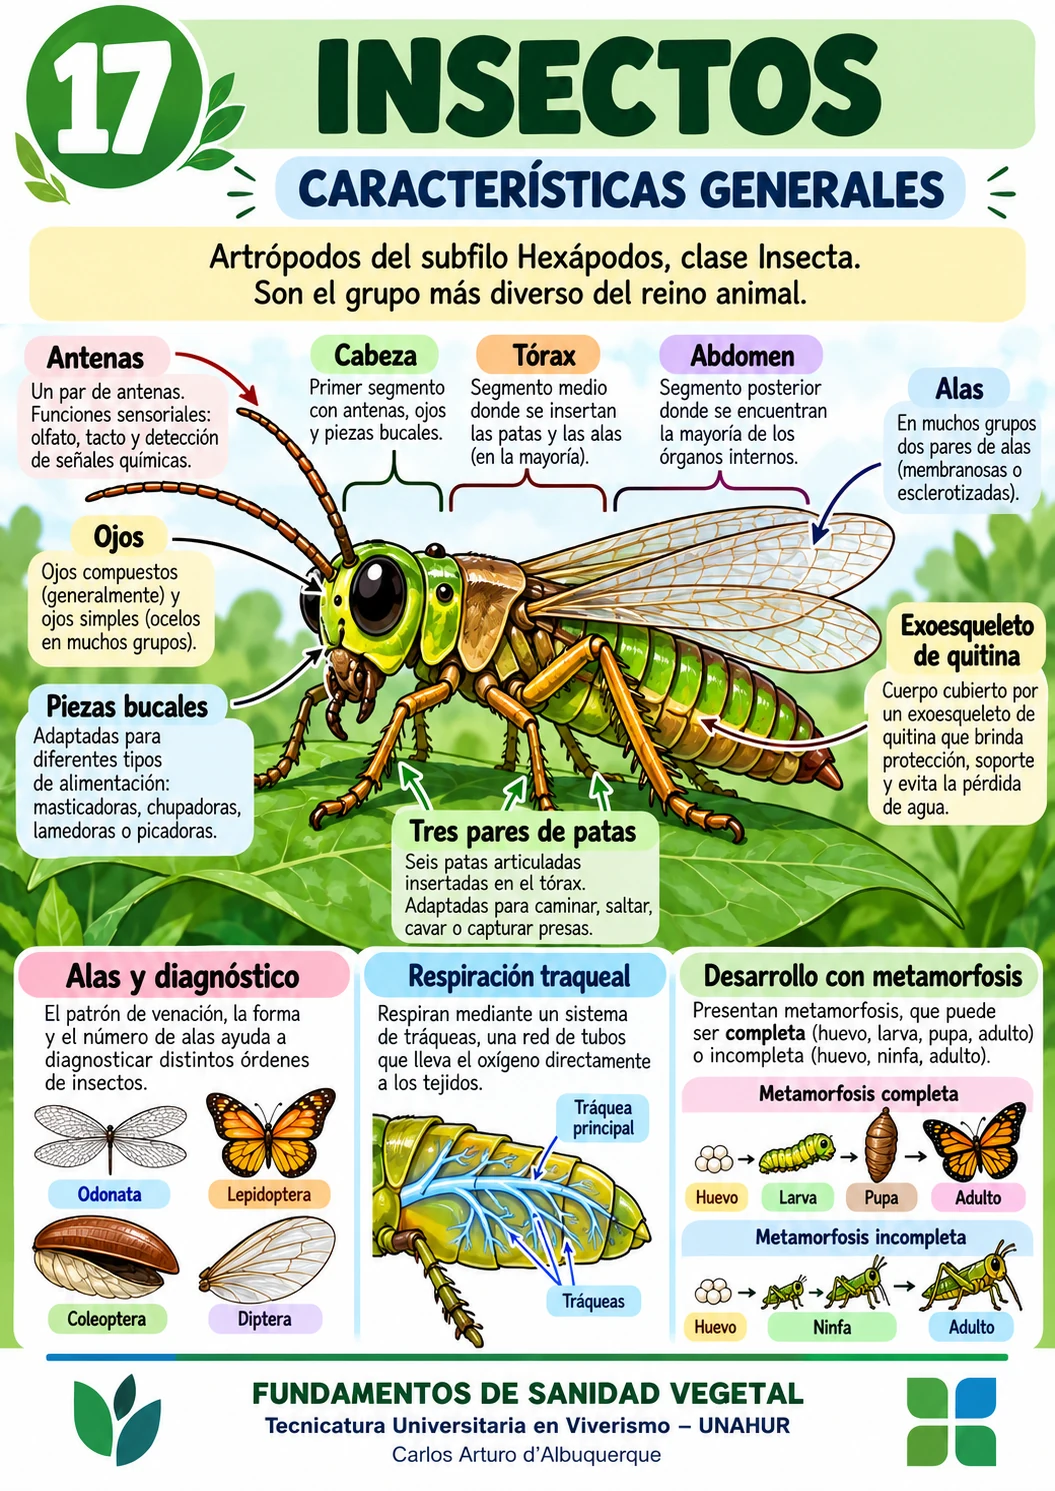 17
INSECTOS
CARACTERÍSTICAS GENERALES
Artrópodos del subfilo Hexápodos, clase Insecta.
Son el grupo más diverso del reino animal.
Antenas
Un par de antenas.
Funciones sensoriales:
olfato, tacto y detección
de señales químicas.
Cabeza
Primer segmento
con antenas, ojos
y piezas bucales.
Tórax
Segmento medio
donde se insertan
las patas y las alas
(en la mayoría).
Abdomen
Segmento posterior
donde se encuentran
la mayoría de los
órganos internos.
Alas
En muchos grupos
dos pares de alas
(membranosas o
esclerotizadas).
Ojos
Ojos compuestos
(generalmente) y
ojos simples (ocelos
en muchos grupos).
Exoesqueleto
de quitina
Cuerpo cubierto por
un exoesqueleto de
quitina que brinda
protección, soporte
y evita la pérdida
de agua.
Piezas bucales
Adaptadas para
diferentes tipos
de alimentación:
masticadoras, chupadoras,
lamedoras o picadoras.
Tres pares de patas
Seis patas articuladas
insertadas en el tórax.
Adaptadas para caminar, saltar,
cavar o capturar presas.
Alas y diagnóstico
El patrón de venación, la forma
y el número de alas ayuda a
diagnosticar distintos órdenes
de insectos.
Odonata
Lepidoptera
Coleoptera
Diptera
Respiración traqueal
Respiran mediante un sistema
de tráqueas, una red de tubos
que lleva el oxígeno directamente
a los tejidos.
Tráquea
principal
Tráqueas
Desarrollo con metamorfosis
Presentan metamorfosis, que puede
ser completa (huevo, larva, pupa, adulto)
o incompleta (huevo, ninfa, adulto).
Metamorfosis completa
Huevo
Larva
Pupa
Adulto
Metamorfosis incompleta
Huevo
Ninfa
Adulto
FUNDAMENTOS DE SANIDAD VEGETAL
Tecnicatura Universitaria en Viverismo – UNAHUR
Carlos Arturo d'Albuquerque